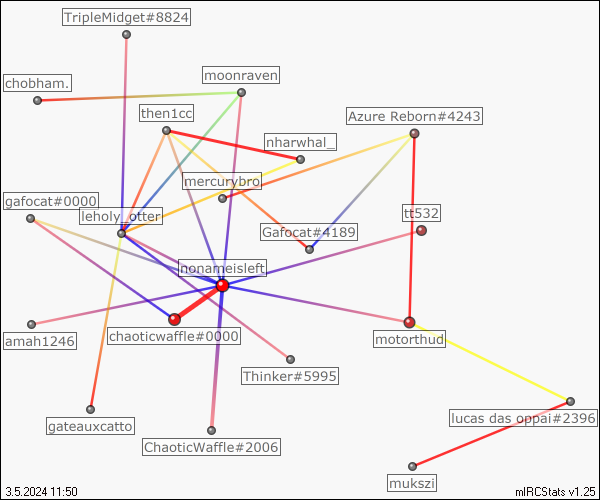 TripleMidget#8824
moonraven
chobham.
then1cc
Azure Reborn#4243
nharwhal_
mercurybro
gafocat#0000
leholy_otter
tt532
Gafocat#4189
nonameisleft
amah1246
chaoticwaffle#0000
motorthud
Thinker#5995
gateauxcatto
lucas das oppai#2396
ChaoticWaffle#2006
mukszi
3.5.2024 11:50
mIRCStats v1.25